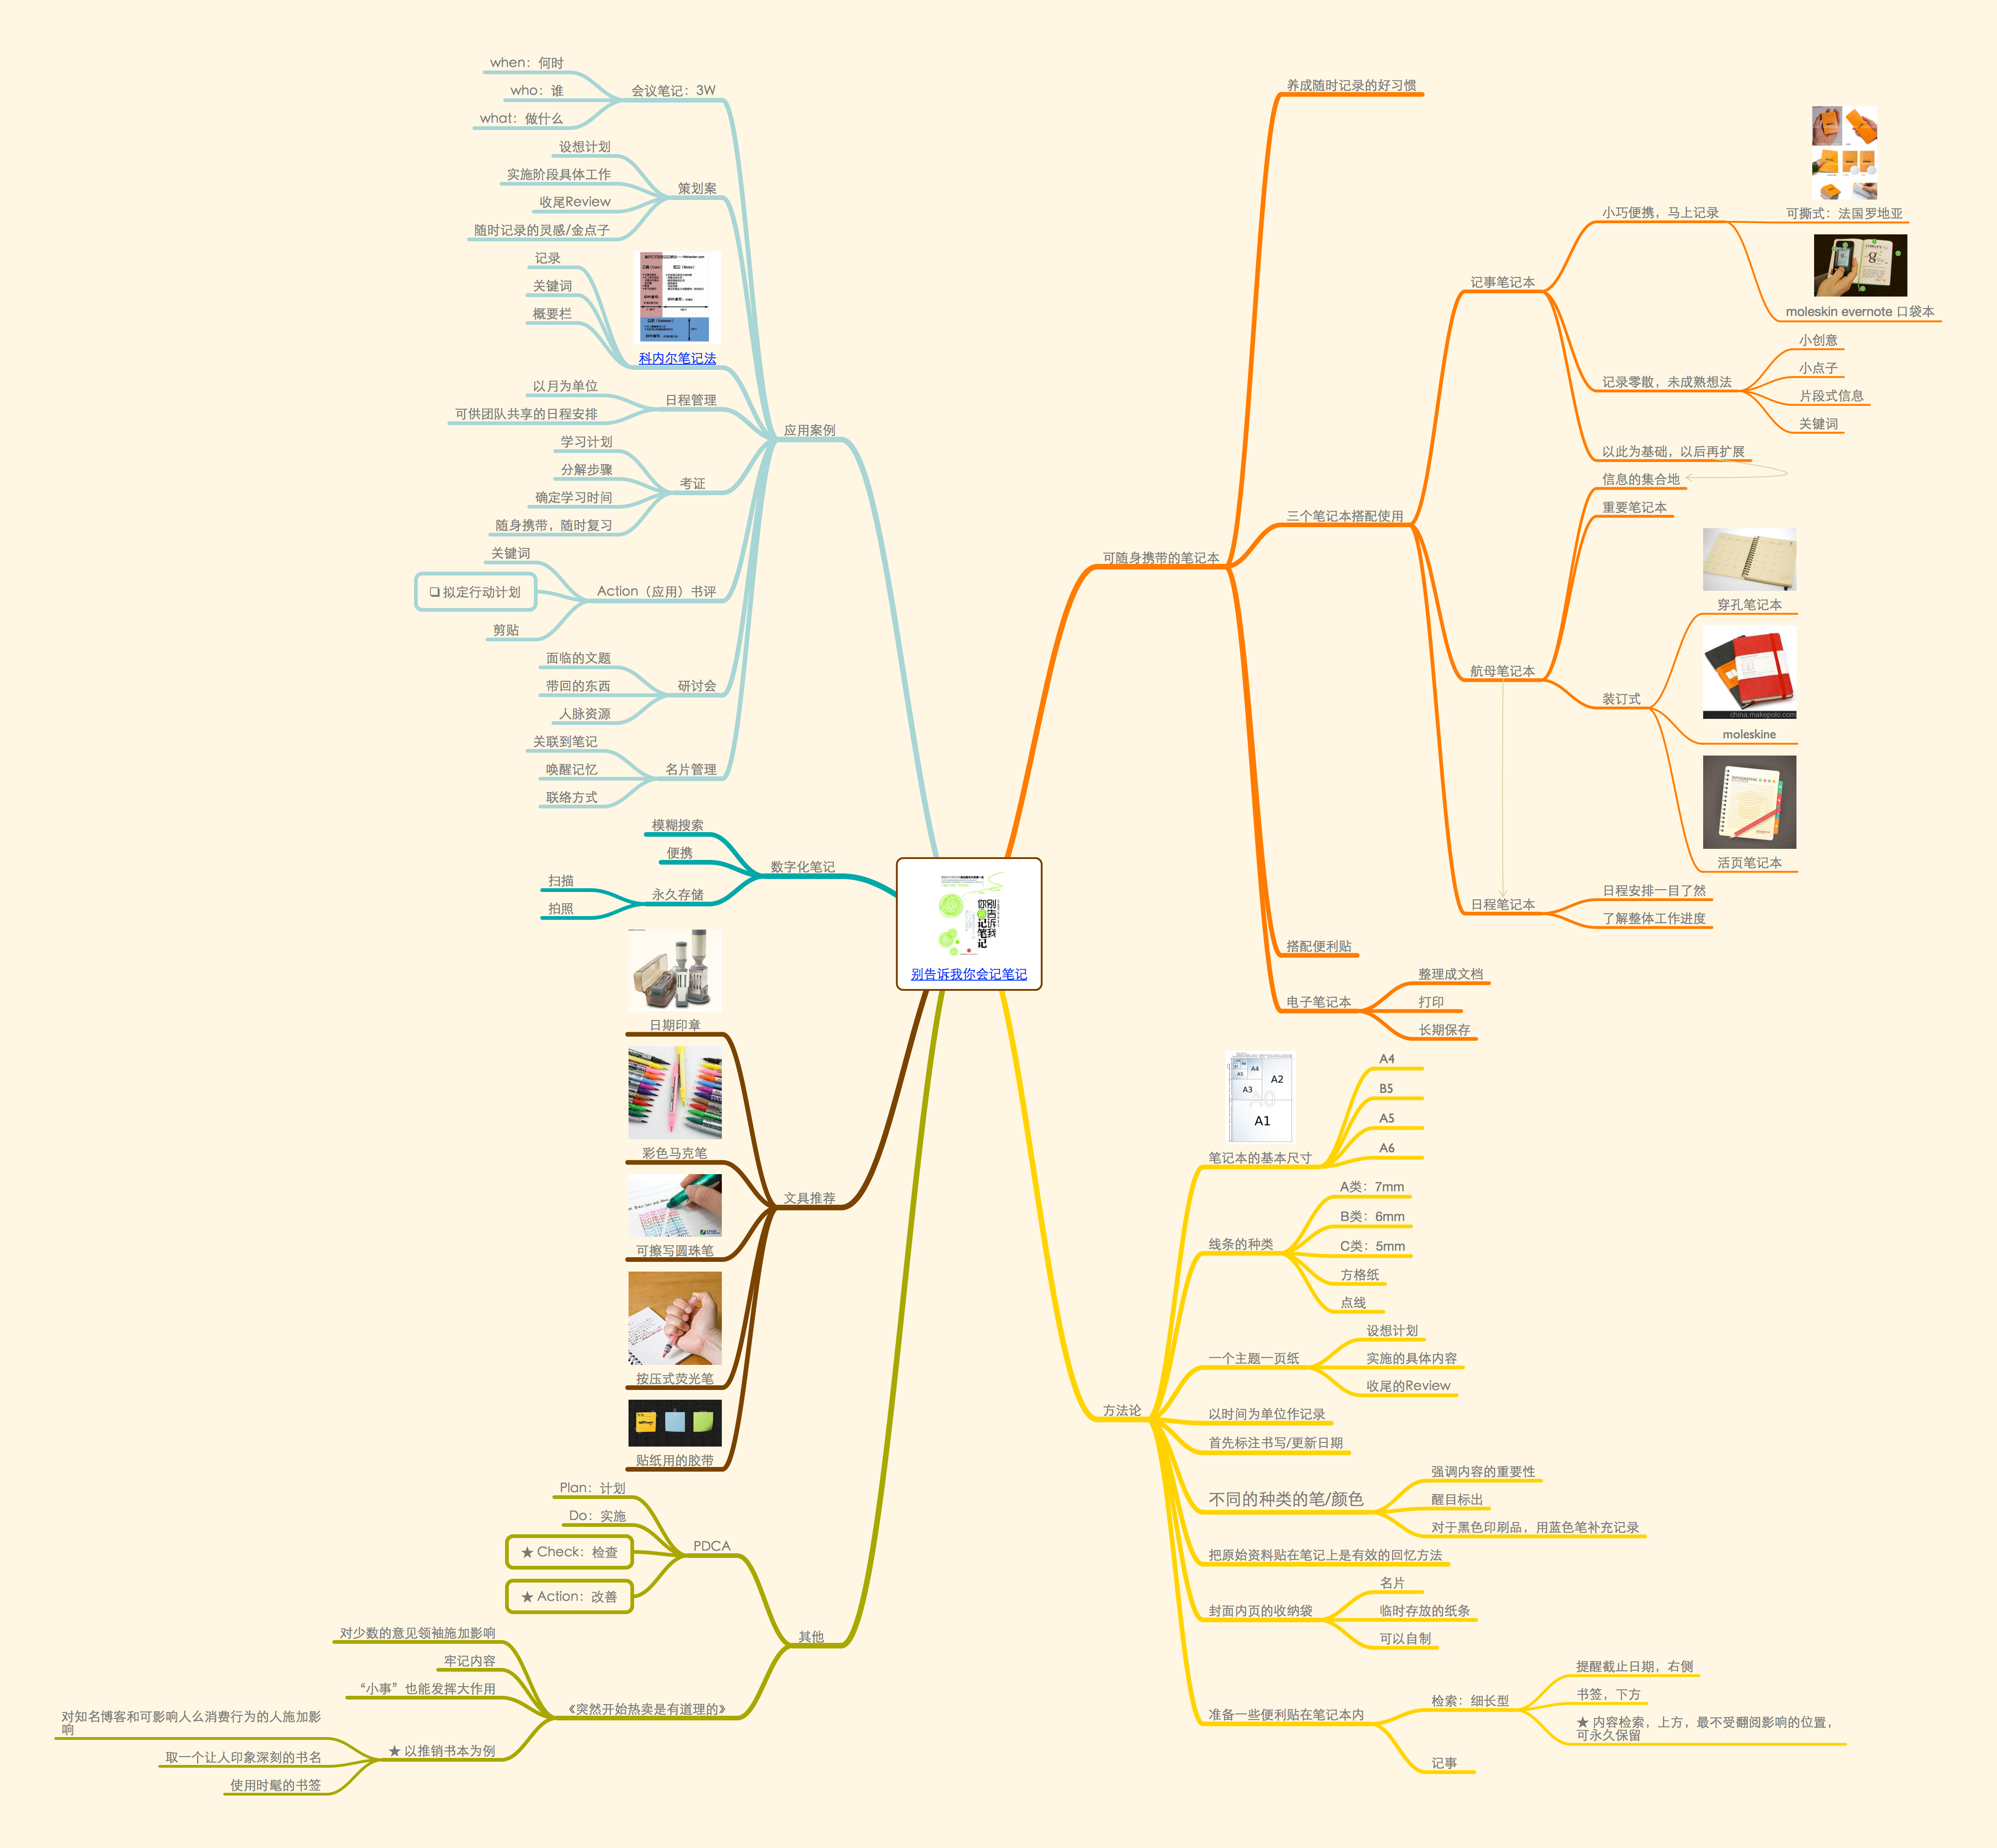 别告诉我你会记笔记
可随身携带的笔记本
养成随时记录的好习惯
三个笔记本搭配使用
记事笔记本
小巧便携，马上记录
可撕式：法国罗地亚
moleskin evernote 口袋本
记录零散，未成熟想法
小创意
小点子
片段式信息
关键词
以此为基础，以后再扩展
航母笔记本
信息的集合地
重要笔记本
装订式
穿孔笔记本
china.makepolo.com
moleskine
活页笔记本
日程笔记本
日程安排一目了然
了解整体工作进度
搭配便利贴
电子笔记本
整理成文档
打印
长期保存
方法论
A4
A2
A5
A3
A0
A1
笔记本的基本尺寸
A4
B5
A5
A6
线条的种类
A类：7mm
B类：6mm
C类：5mm
方格纸
点线
一个主题一页纸
设想计划
实施的具体内容
收尾的Review
以时间为单位作记录
首先标注书写/更新日期
不同的种类的笔/颜色
强调内容的重要性
醒目标出
对于黑色印刷品，用蓝色笔补充记录
把原始资料贴在笔记上是有效的回忆方法
封面内页的收纳袋
名片
临时存放的纸条
可以自制
准备一些便利贴在笔记本内
检索：细长型
提醒截止日期，右侧
书签，下方
★ 内容检索，上方，最不受翻阅影响的位置，
可永久保留
记事
应用案例
会议笔记：3W
when：何时
who：谁
what：做什么
策划案
设想计划
实施阶段具体工作
收尾Review
随时记录的灵感/金点子
科内尔笔记法
记录
关键词
概要栏
日程管理
以月为单位
可供团队共享的日程安排
考证
学习计划
分解步骤
确定学习时间
随身携带，随时复习
Action（应用）书评
关键词
拟定行动计划
剪贴
研讨会
面临的文题
带回的东西
人脉资源
名片管理
关联到笔记
唤醒记忆
联络方式
数字化笔记
模糊搜索
便携
永久存储
扫描
拍照
文具推荐
日期印章
彩色马克笔
可擦写圆珠笔
按压式荧光笔
贴纸用的胶带
其他
PDCA
Plan：计划
Do：实施
★ Check：检查
★ Action：改善
《突然开始热卖是有道理的》
对少数的意见领袖施加影响
牢记内容
“小事”也能发挥大作用
★ 以推销书本为例
对知名博客和可影响人么消费行为的人施加影
响
取一个让人印象深刻的书名
使用时髦的书签